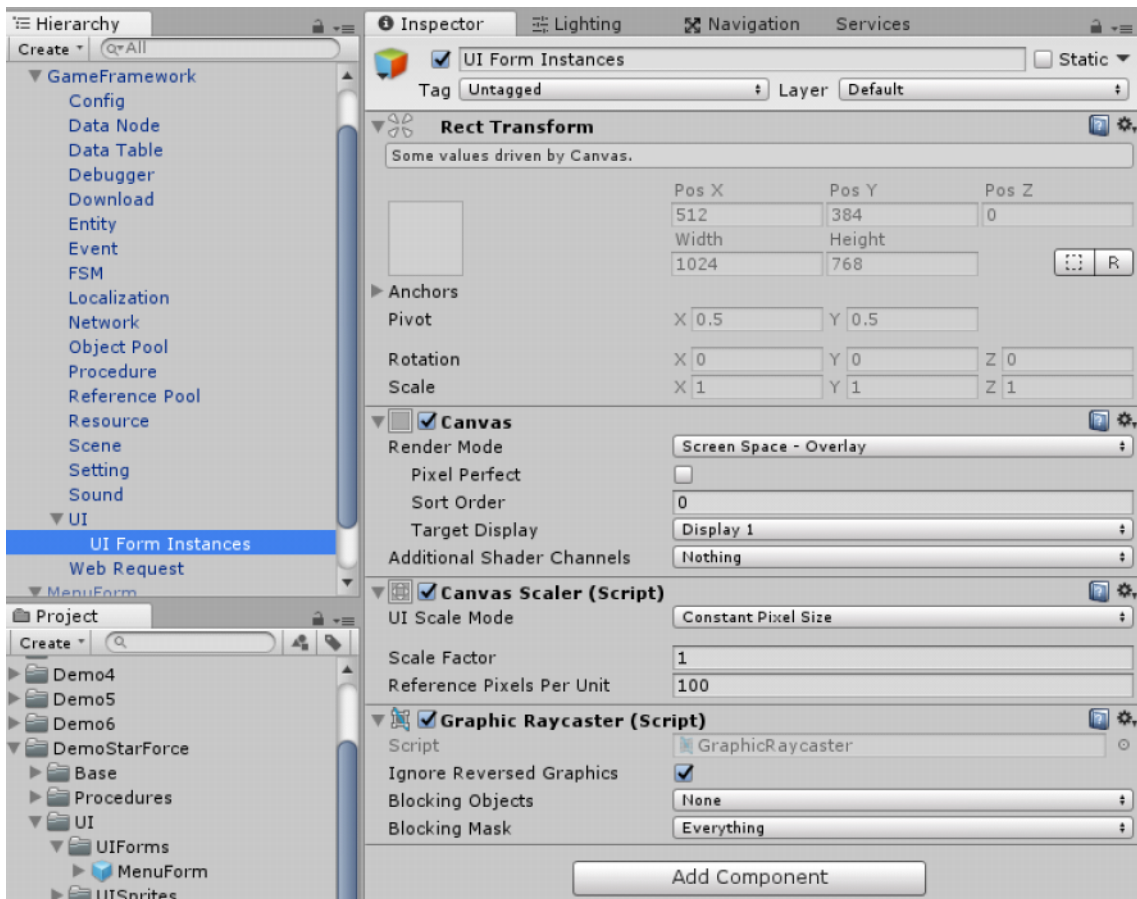 Hierarchy
Create
All
GameFramework
Config
Data Node
Data Table
Debugger
Download
Entity
Event
FSM
Localization
Network
Object Pool
Procedure
Reference Pool
Resource
Scene
Setting
Sound
UI
UI Form Instances
Web Request
MenuForm
Project
Create
Demo4
Demo5
Demo6
DemoStarForce
Base
Procedures
UI
UIForms
MenuForm
UISprites
Inspector Lighting Navigation Services
UI Form Instances Static
Tag Untagged Layer Default
Rect Transform
Some values driven by Canvas.
Pos X Pos Y Pos Z
512 384 0
Width Height
1024 768 R
Anchors
Pivot X 0.5 Y 0.5
Rotation X 0 Y 0 Z 0
Scale X 1 Y 1 Z 1
Canvas
Render Mode Screen Space - Overlay
Pixel Perfect
Sort Order 0
Target Display Display 1
Additional Shader Channels Nothing
Canvas Scaler (Script)
UI Scale Mode Constant Pixel Size
Scale Factor 1
Reference Pixels Per Unit 100
Graphic Raycaster (Script)
Script GraphicRaycaster
Ignore Reversed Graphics
Blocking Objects None
Blocking Mask Everything
Add Component